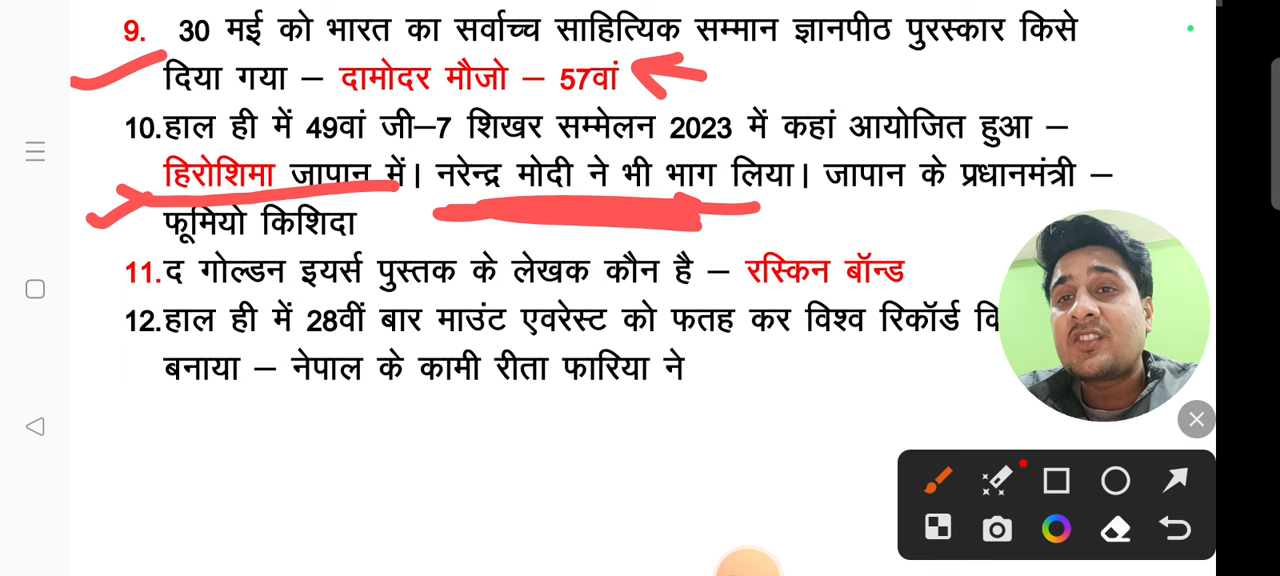 9. 30 मई को भारत का सर्वोच्च साहित्यिक सम्मान ज्ञानपीठ पुरस्कार किसे
दिया गया – दामोदर मौजो – 57वां
10. हाल ही में 49वां जी–7 शिखर सम्मेलन 2023 में कहां आयोजित हुआ –
हिरोशिमा जापान में। नरेन्द्र मोदी ने भी भाग लिया। जापान के प्रधानमंत्री –
फूमियो किशिदा
11. द गोल्डन इयर्स पुस्तक के लेखक कौन है – रस्किन बॉन्ड
12. हाल ही में 28वीं बार माउंट एवरेस्ट को फतह कर विश्व रिकॉर्ड
बनाया – नेपाल के कामी रीता फारिया ने